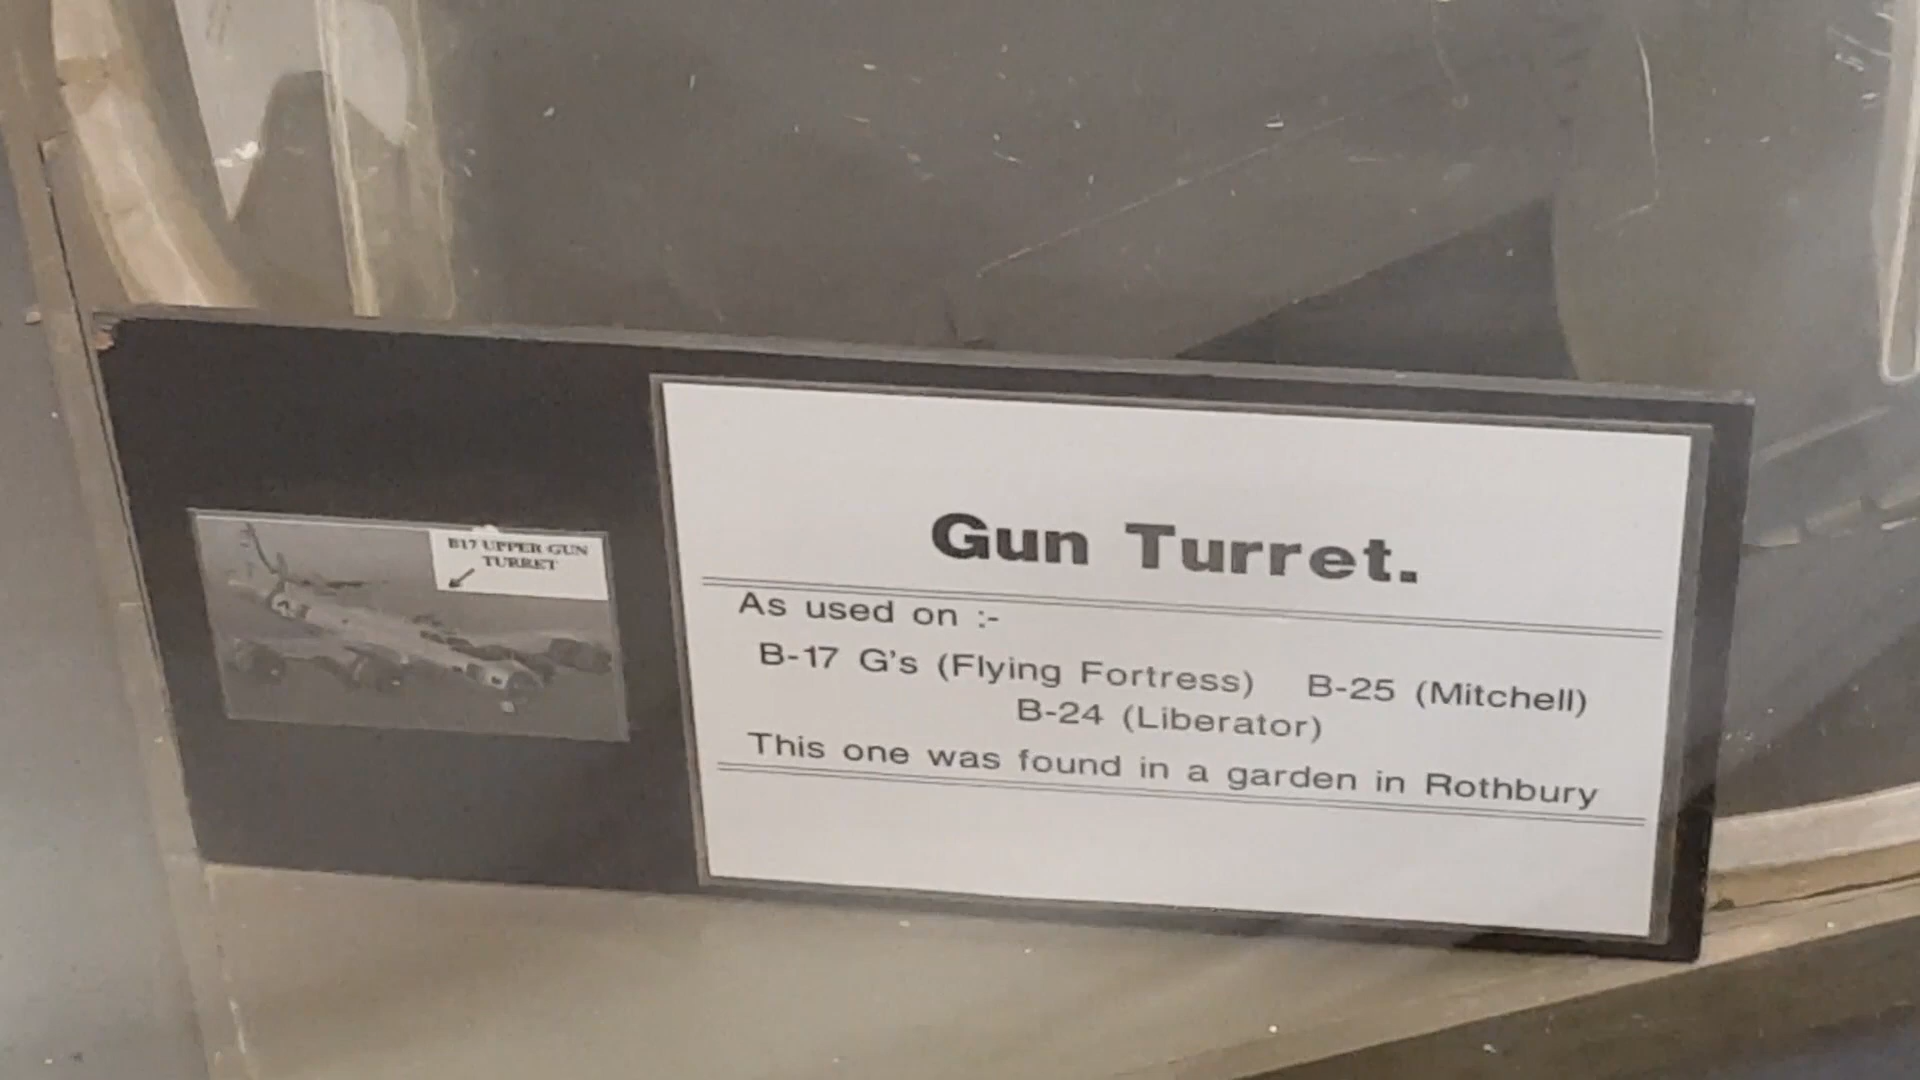 B17 UPPER GUN
TURRET
Gun Turret.
As used on :-
B-17 G's (Flying Fortress) B-25 (Mitchell)
B-24 (Liberator)
This one was found in a garden in Rothbury